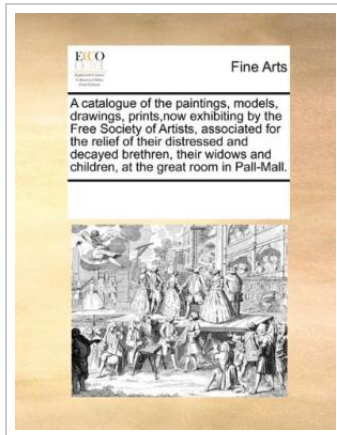 ECCO
Fine Arts
A catalogue of the paintings, models,
drawings, prints,now exhibiting by the
Free Society of Artists, associated for
the relief of their distressed and
decayed brethren, their widows and
children, at the great room in Pall-Mall.